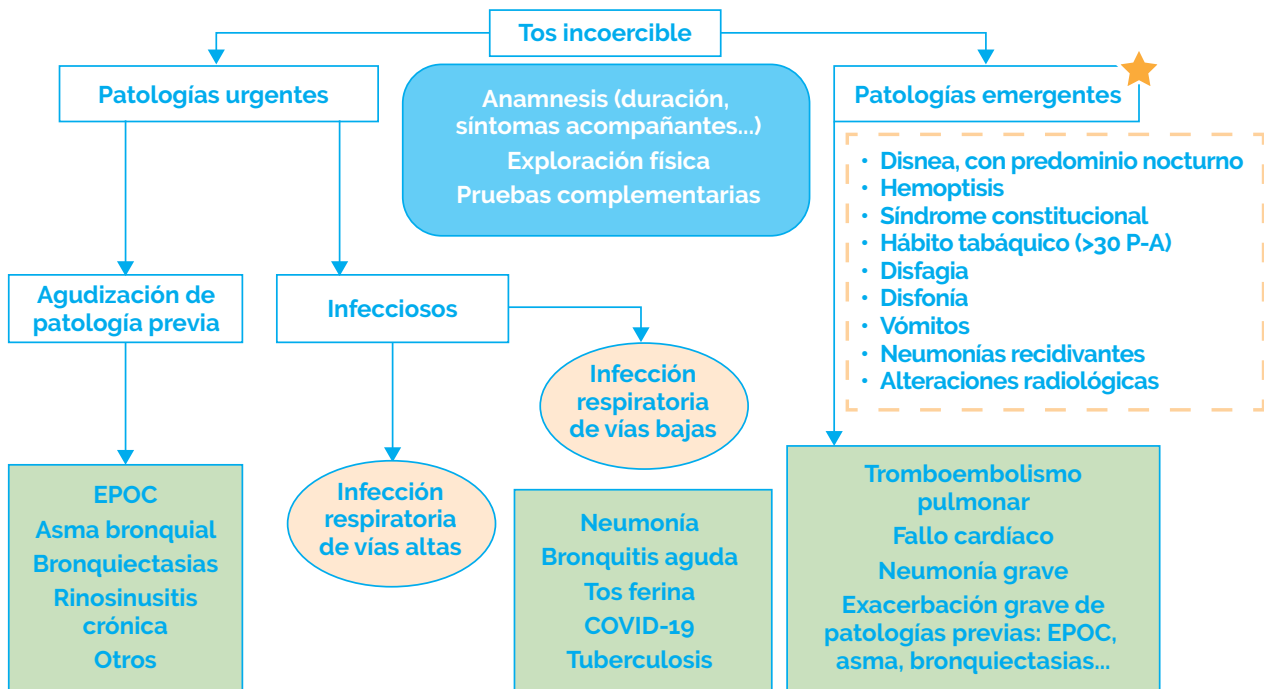 Tos incoercible
Patologías urgentes
Anamnesis (duración,
síntomas acompañantes...)
Exploración física
Pruebas complementarias
Patologías emergentes
• Disnea, con predominio nocturno
• Hemoptisis
• Síndrome constitucional
• Hábito tabáquico (>30 P-A)
• Disfagia
• Disfonía
• Vómitos
• Neumonías recidivantes
• Alteraciones radiológicas
Agudización de
patología previa
Infecciosos
Infección
respiratoria
de vías bajas
Infección
respiratoria
de vías altas
EPOC
Asma bronquial
Bronquiectasias
Rinosinusitis
crónica
Otros
Neumonía
Bronquitis aguda
Tos ferina
COVID-19
Tuberculosis
Tromboembolismo
pulmonar
Fallo cardíaco
Neumonía grave
Exacerbación grave de
patologías previas: EPOC,
asma, bronquiectasias...